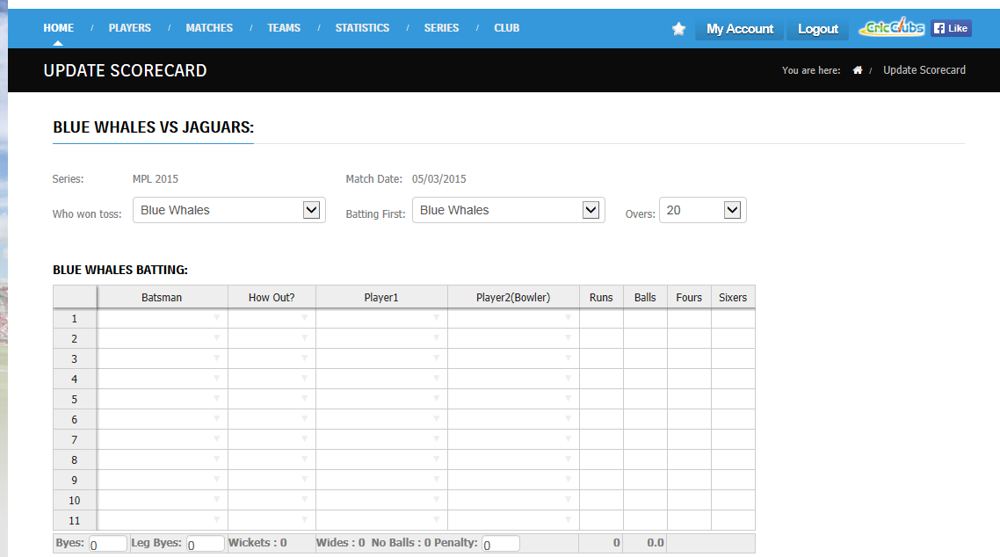 HOME / PLAYERS / MATCHES / TEAMS / STATISTICS / SERIES / CLUB My Account Logout CricClubs Like
UPDATE SCORECARD You are here: / Update Scorecard
BLUE WHALES VS JAGUARS:
Series: MPL 2015 Match Date: 05/03/2015
Who won toss: Blue Whales Batting First: Blue Whales Overs: 20
BLUE WHALES BATTING:
Batsman How Out? Player1 Player2(Bowler) Runs Balls Fours Sixers
1
2
3
4
5
6
7
8
9
10
11
Byes: 0 Leg Byes: 0 Wickets : 0 Wides : 0 No Balls : 0 Penalty: 0 0 0.0